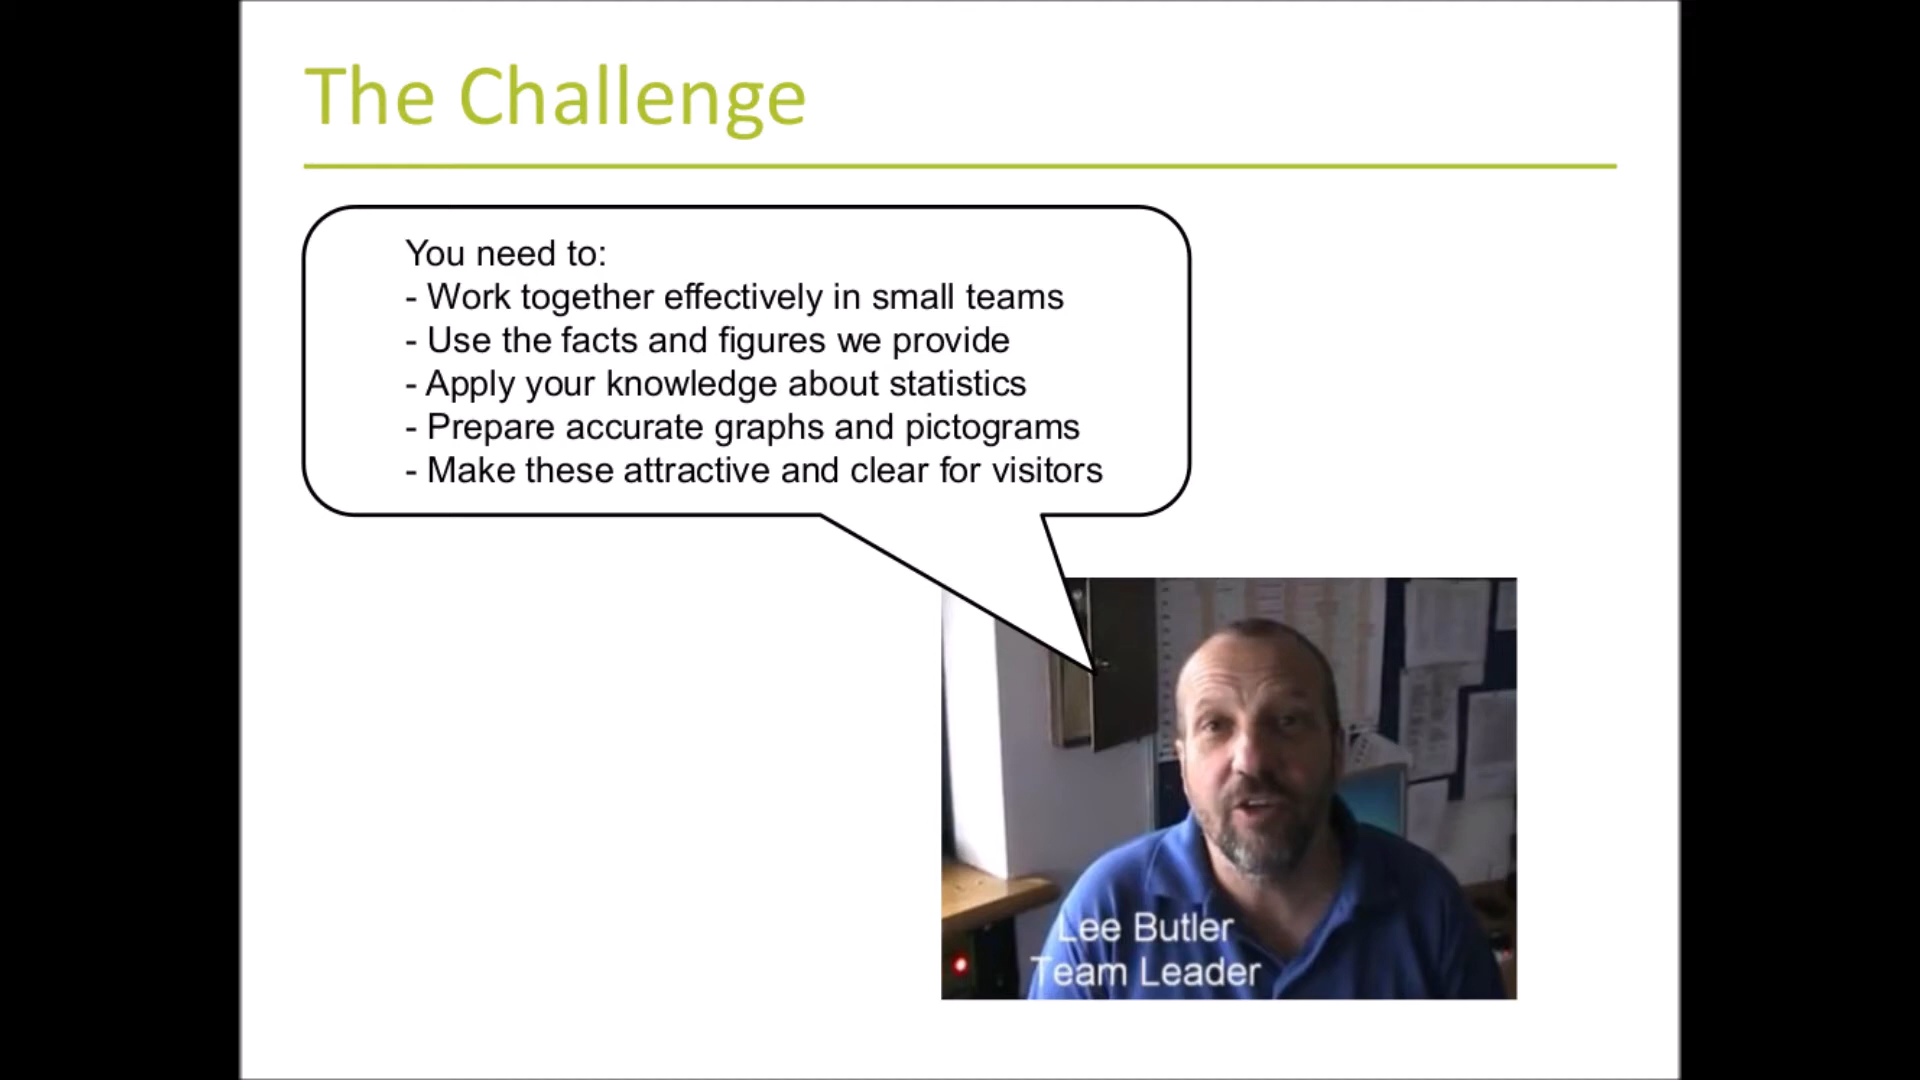 The Challenge
You need to:
- Work together effectively in small teams
- Use the facts and figures we provide
- Apply your knowledge about statistics
- Prepare accurate graphs and pictograms
- Make these attractive and clear for visitors
Lee Butler
Team Leader